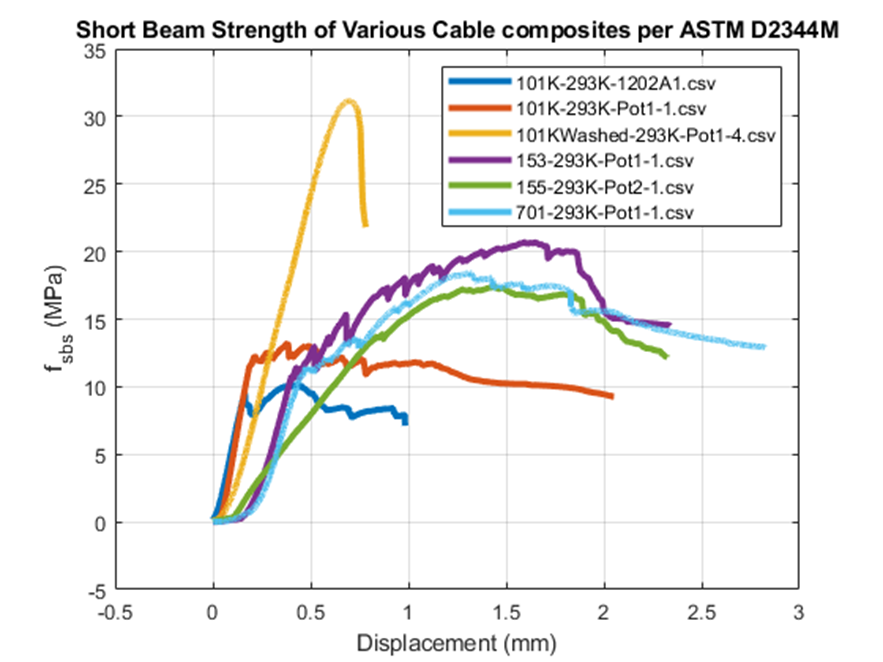 Short Beam Strength of Various Cable composites per ASTM D2344M
35
30
25
20
15
10
5
0
-5
f_sbs (MPa)
101K-293K-1202A1.csv
101K-293K-Pot1-1.csv
101KWashed-293K-Pot1-4.csv
153-293K-Pot1-1.csv
155-293K-Pot2-1.csv
701-293K-Pot1-1.csv
-0.5 0 0.5 1 1.5 2 2.5 3
Displacement (mm)